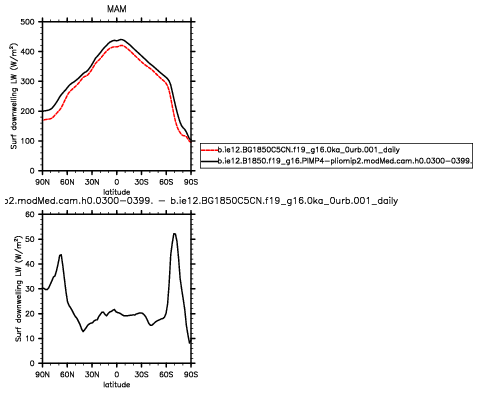 MAM
500
400
300
200
100
0
Surf downwelling LW (W/m²)
90N 60N 30N 0 30S 60S 90S
latitude
b.ie12.BG1850C5CN.f19_g16.0ka_0urb.001_daily
b.ie12.B1850.f19_g16.PlMP4-pliomip2.modMed.cam.h0.0300-0399.
o2.modMed.cam.h0.0300-0399. - b.ie12.BG1850C5CN.f19_g16.0ka_0urb.001_daily
60
50
40
30
20
10
0
Surf downwelling LW (W/m²)
90N 60N 30N 0 30S 60S 90S
latitude